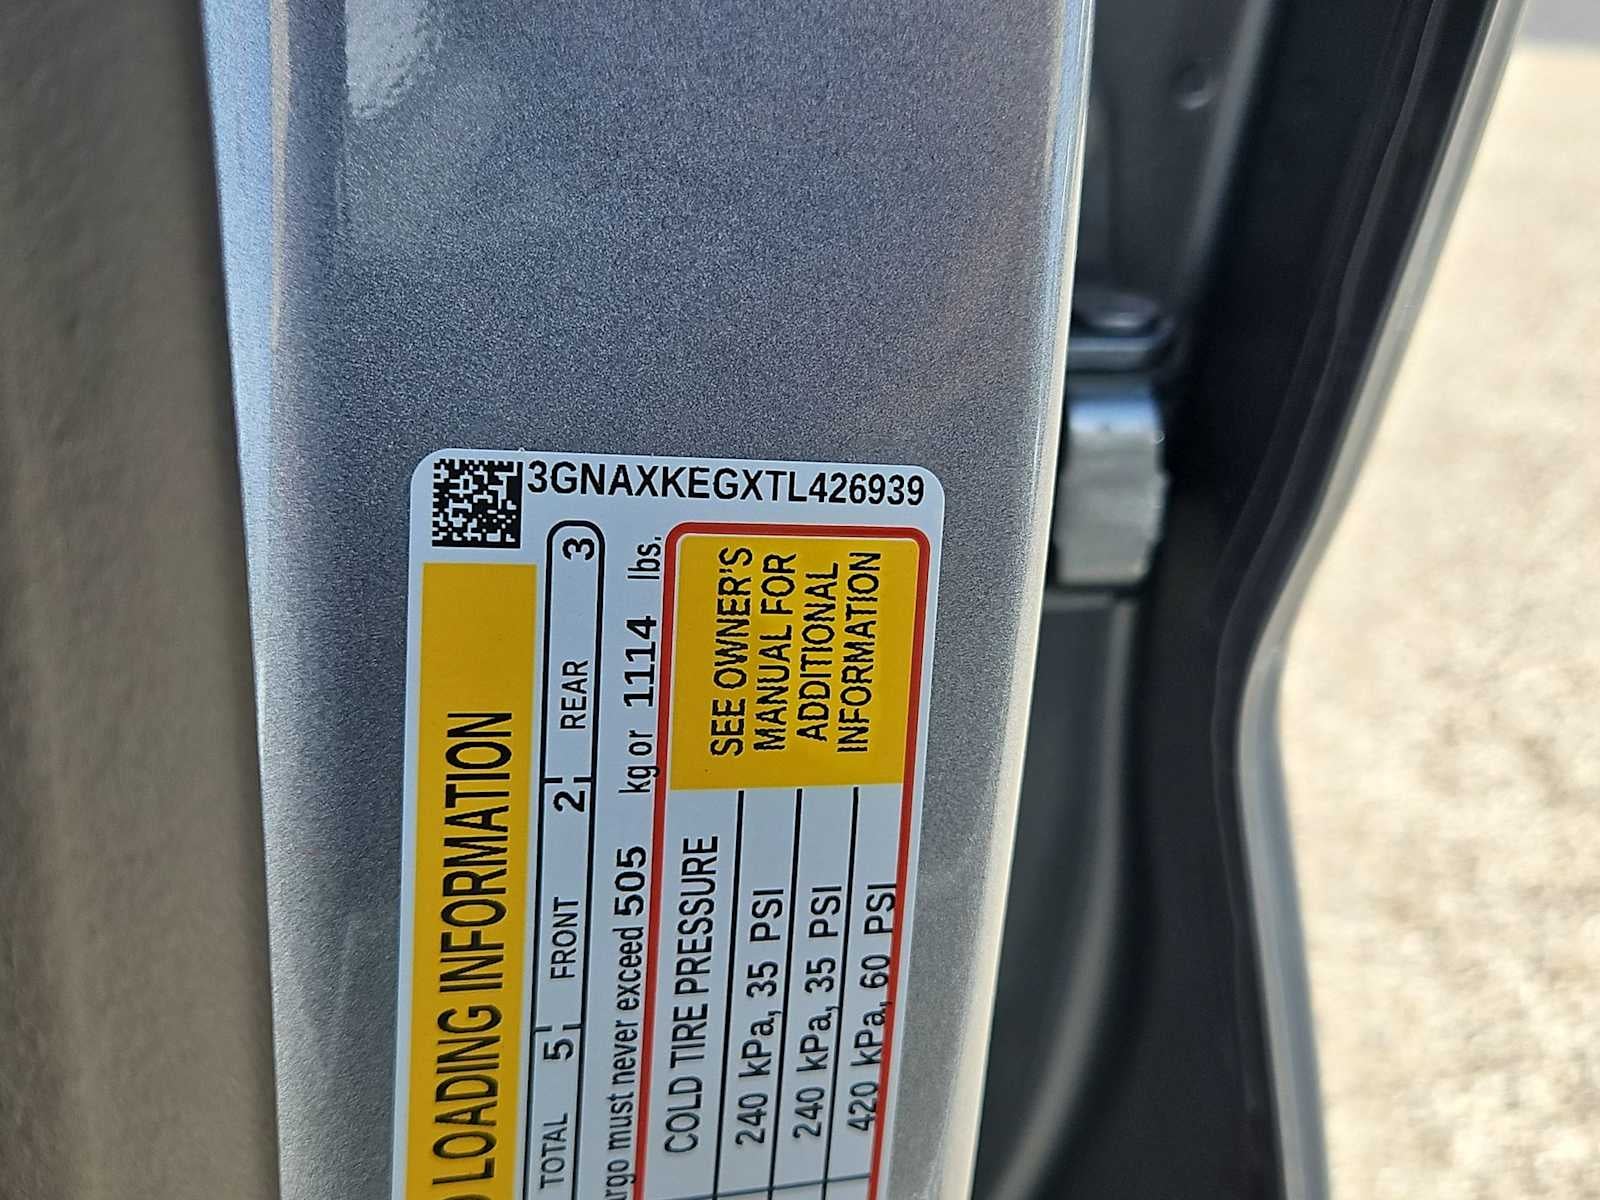 3GNAXKEGXTL426939
LOADING INFORMATION
TOTAL 5 FRONT 2 REAR 3
must never exceed 505 kg or 1114 lbs.
COLD TIRE PRESSURE
240 kPa, 35 PSI
240 kPa, 35 PSI
420 kPa, 60 PSI
SEE OWNER'S
MANUAL FOR
ADDITIONAL
INFORMATION